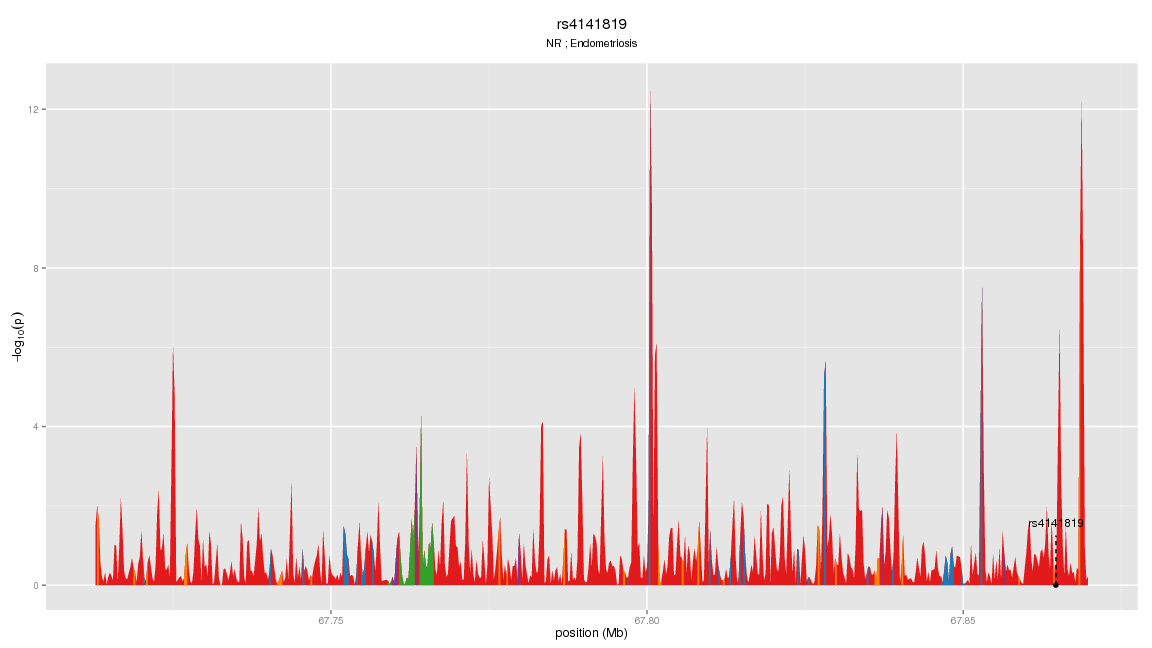 rs4141819
NR ; Endometriosis
12
8
4
0
−log10(p)
rs4141819
67.75
67.80
67.85
position (Mb)